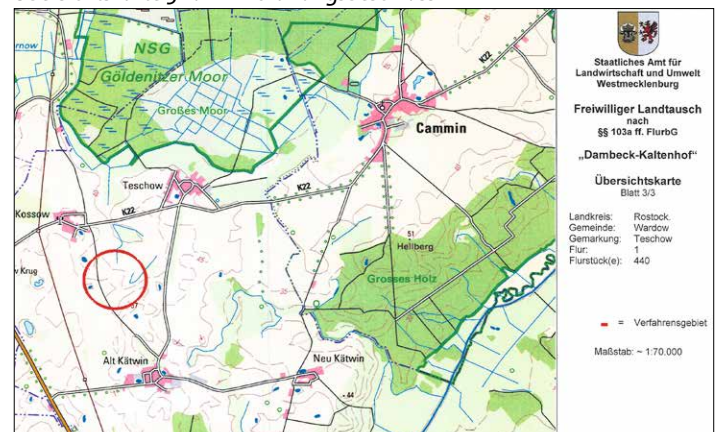 NSG
Göldenitzer Moor
Großes Moor
Cammin
K22
Teschow
K22
Kossow
K22
51
Hellberg
Grosses Holz
w Krug
37
Alt Kätwin
Neu Kätwin
44
Staatliches Amt für
Landwirtschaft und Umwelt
Westmecklenburg
Freiwilliger Landtausch
nach
§§ 103a ff. FlurbG
„Dambeck-Kaltenhof“
Übersichtskarte
Blatt 3/3
Landkreis: Rostock.
Gemeinde: Wardow
Gemarkung: Teschow
Flur: 1
Flurstück(e): 440
= Verfahrensgebiet
Maßstab: ~ 1:70.000